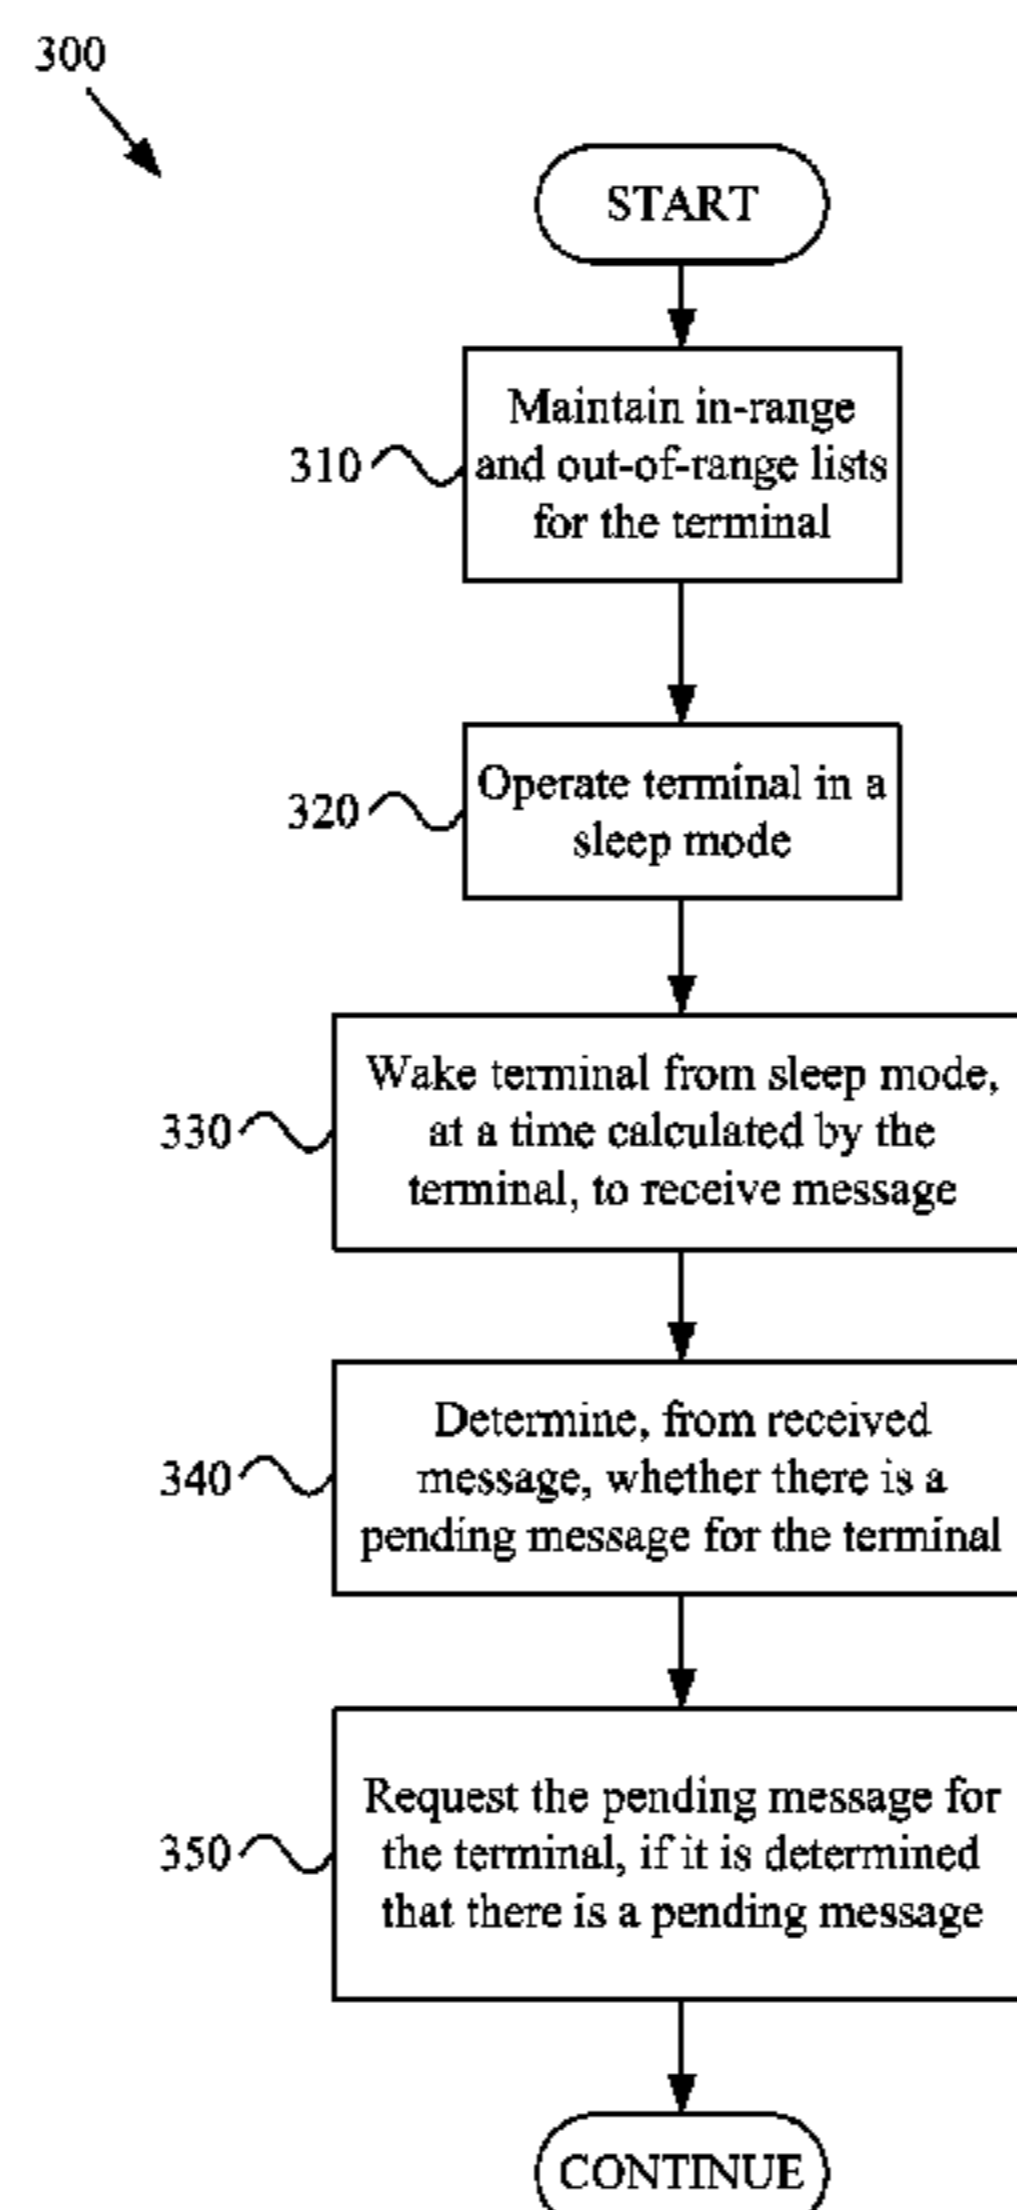 300
START
310
Maintain in-range
and out-of-range lists
for the terminal
320
Operate terminal in a
sleep mode
330
Wake terminal from sleep mode,
at a time calculated by the
terminal, to receive message
340
Determine, from received
message, whether there is a
pending message for the terminal
350
Request the pending message for
the terminal, if it is determined
that there is a pending message
CONTINUE